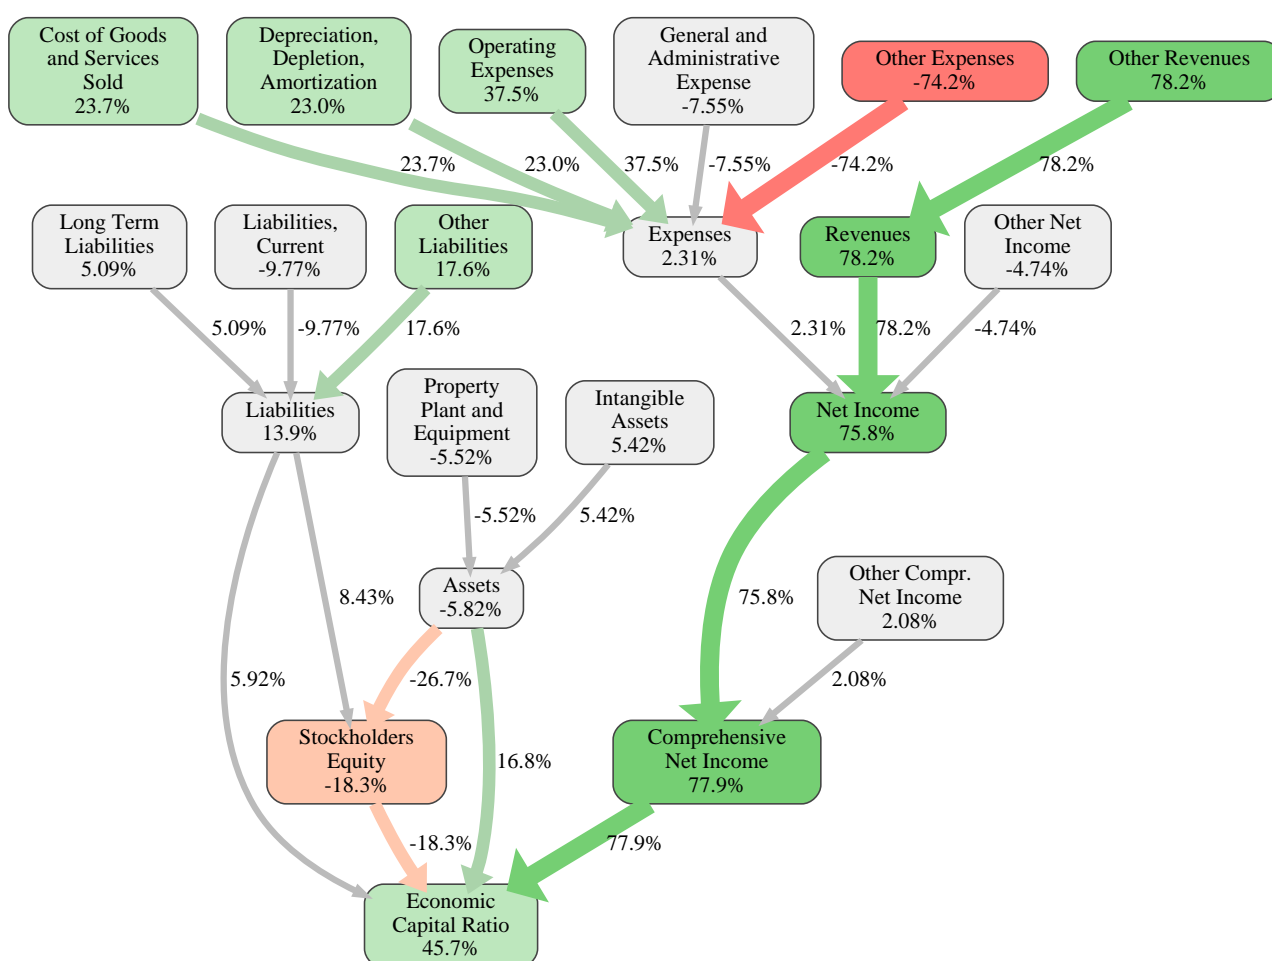 Cost of Goods
and Services
Sold
23.7%
Depreciation,
Depletion,
Amortization
23.0%
Operating
Expenses
37.5%
General and
Administrative
Expense
-7.55%
Other Expenses
-74.2%
Other Revenues
78.2%
23.7%
23.0%
37.5%
-7.55%
-74.2%
78.2%
Long Term
Liabilities
5.09%
Liabilities,
Current
-9.77%
Other
Liabilities
17.6%
Expenses
2.31%
Revenues
78.2%
Other Net
Income
-4.74%
5.09%
-9.77%
17.6%
2.31%
78.2%
-4.74%
Liabilities
13.9%
Property
Plant and
Equipment
-5.52%
Intangible
Assets
5.42%
Net Income
75.8%
-5.52%
5.42%
Assets
-5.82%
8.43%
75.8%
Other Compr.
Net Income
2.08%
5.92%
-26.7%
2.08%
Stockholders
Equity
-18.3%
16.8%
Comprehensive
Net Income
77.9%
-18.3%
77.9%
Economic
Capital Ratio
45.7%